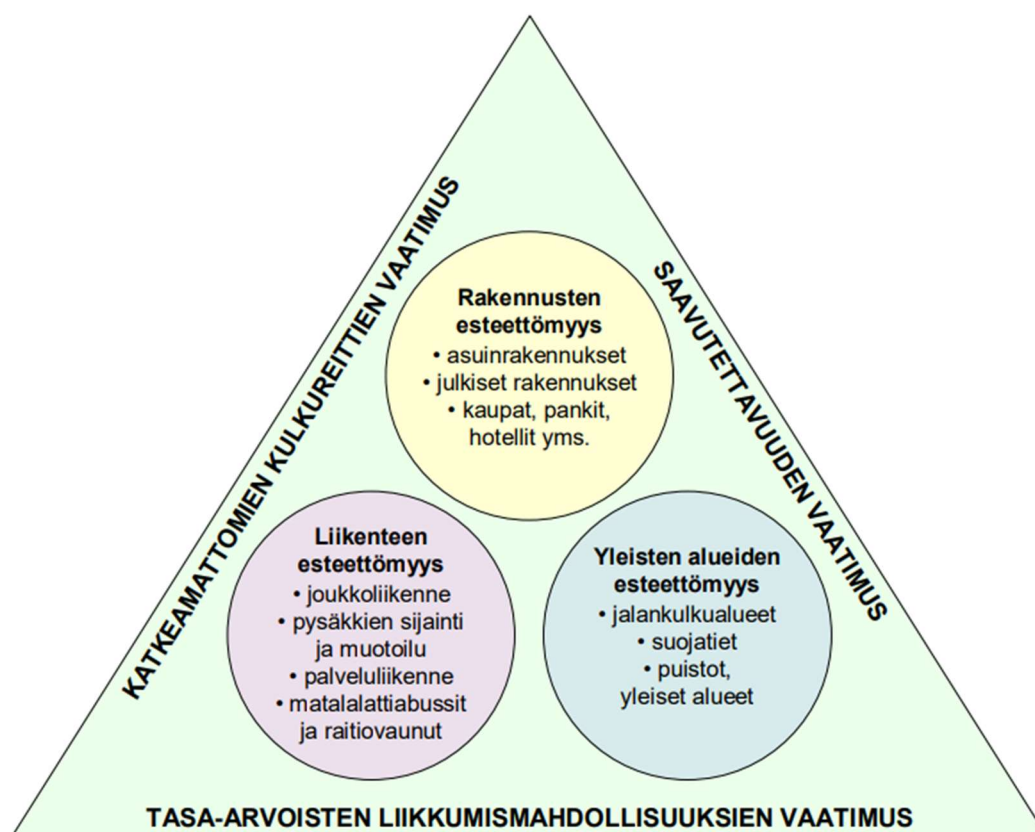 KATKEAMATTOMIEN KULKUREITTIEN VAATIMUS
SAAVUTETTAVUUDEN VAATIMUS
Rakennusten
esteettömyys
• asuinrakennukset
• julkiset rakennukset
• kaupat, pankit,
hotellit yms.
Liikenteen
esteettömyys
• joukkoliikenne
• pysäkkien sijainti
ja muotoilu
• palveluliikenne
• matalalattiabussit
ja raitiovaunut
Yleisten alueiden
esteettömyys
• jalankulkualueet
• suojatiet
• puistot,
yleiset alueet
TASA-ARVOISTEN LIIKKUMISMAHDOLLISUUKSIEN VAATIMUS